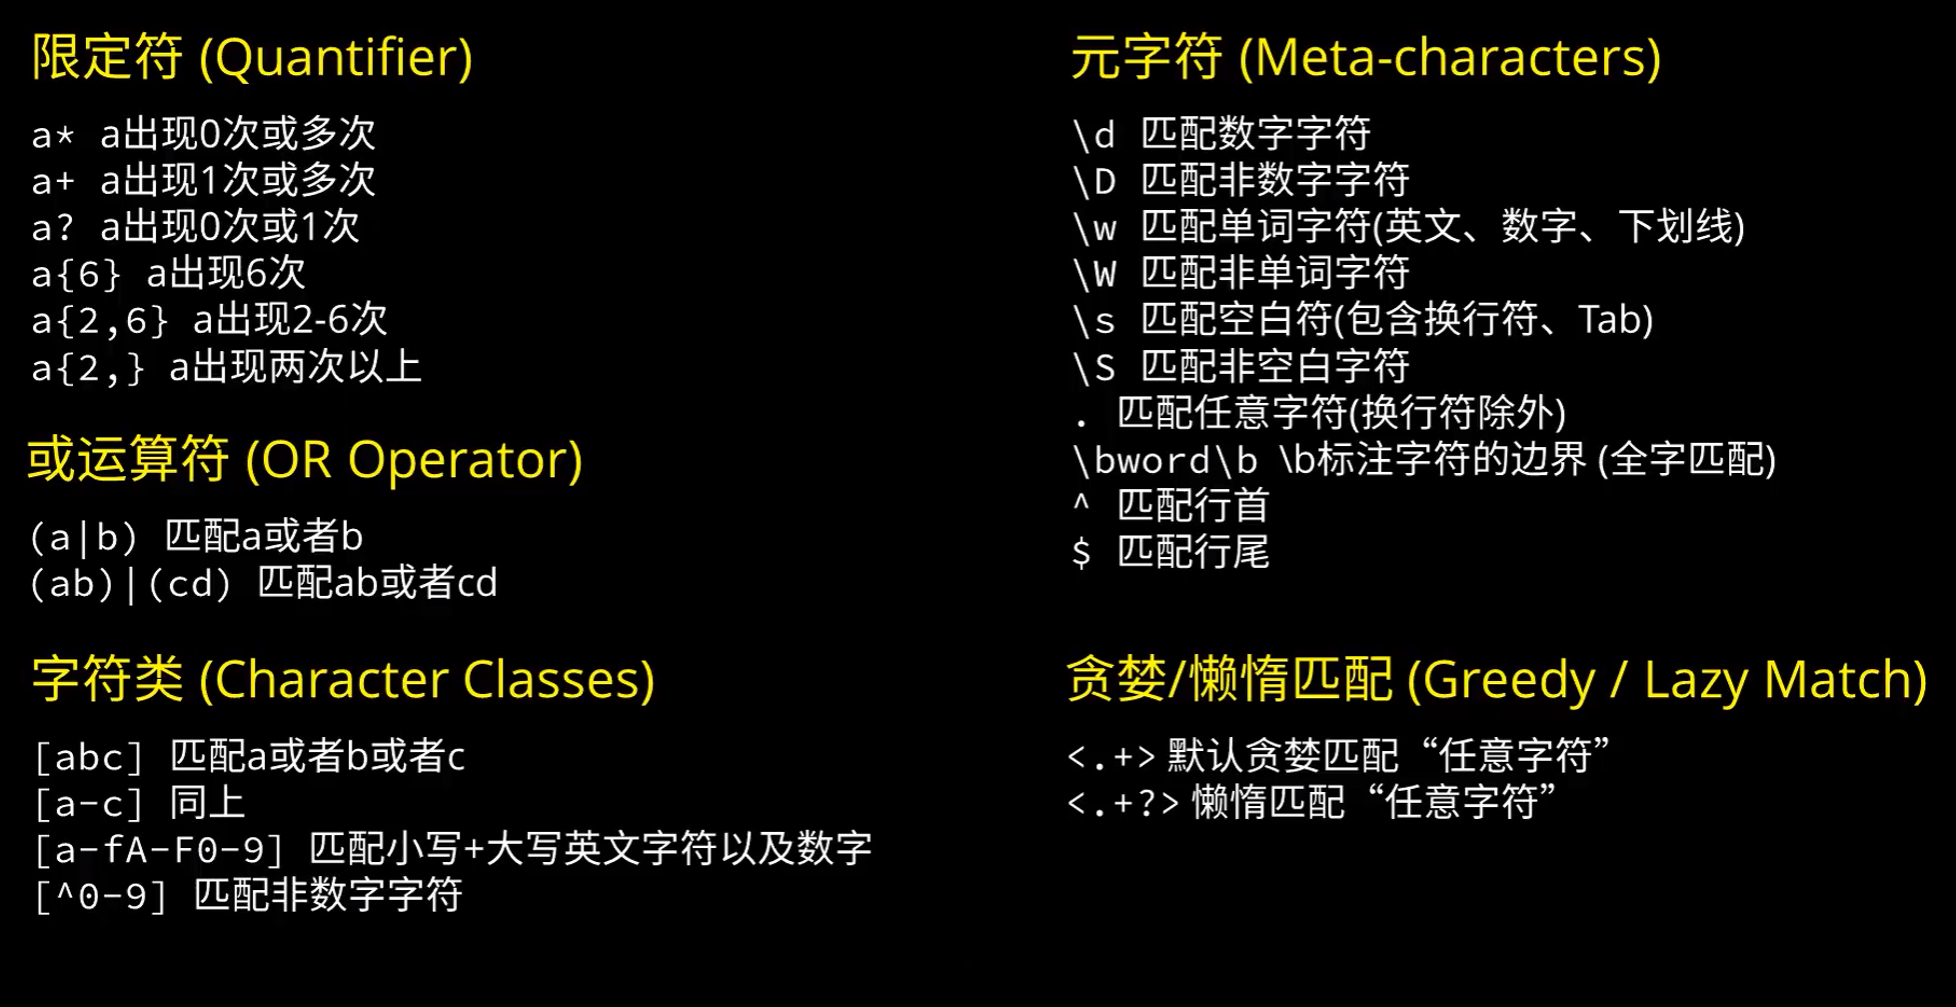 限定符 (Quantifier)
a* a出现0次或多次
a+ a出现1次或多次
a? a出现0次或1次
a{6} a出现6次
a{2,6} a出现2-6次
a{2,} a出现两次以上
或运算符 (OR Operator)
(a|b) 匹配a或者b
(ab)|(cd) 匹配ab或者cd
字符类 (Character Classes)
[abc] 匹配a或者b或者c
[a-c] 同上
[a-fA-F0-9] 匹配小写+大写英文字符以及数字
[^0-9] 匹配非数字字符
元字符 (Meta-characters)
\d 匹配数字字符
\D 匹配非数字字符
\w 匹配单词字符(英文、数字、下划线)
\W 匹配非单词字符
\s 匹配空白符(包含换行符、Tab)
\S 匹配非空白字符
. 匹配任意字符(换行符除外)
\bword\b \b标注字符的边界 (全字匹配)
^ 匹配行首
$ 匹配行尾
贪婪/懒惰匹配 (Greedy / Lazy Match)
<.+> 默认贪婪匹配“任意字符”
<.+?> 懒惰匹配“任意字符”